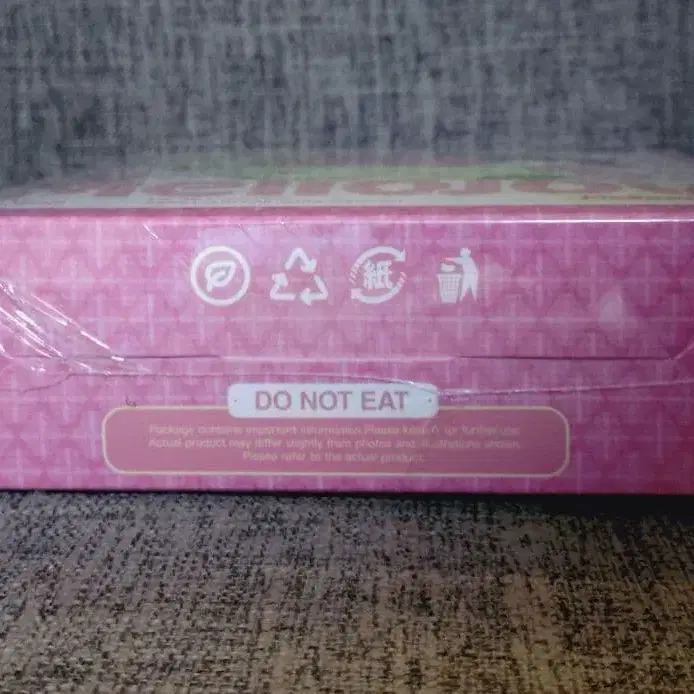 紙
DO NOT EAT
Package contains important information. Please keep it for further use.
Actual product may differ slightly from photos and illustrations shown.
Please refer to the actual product.